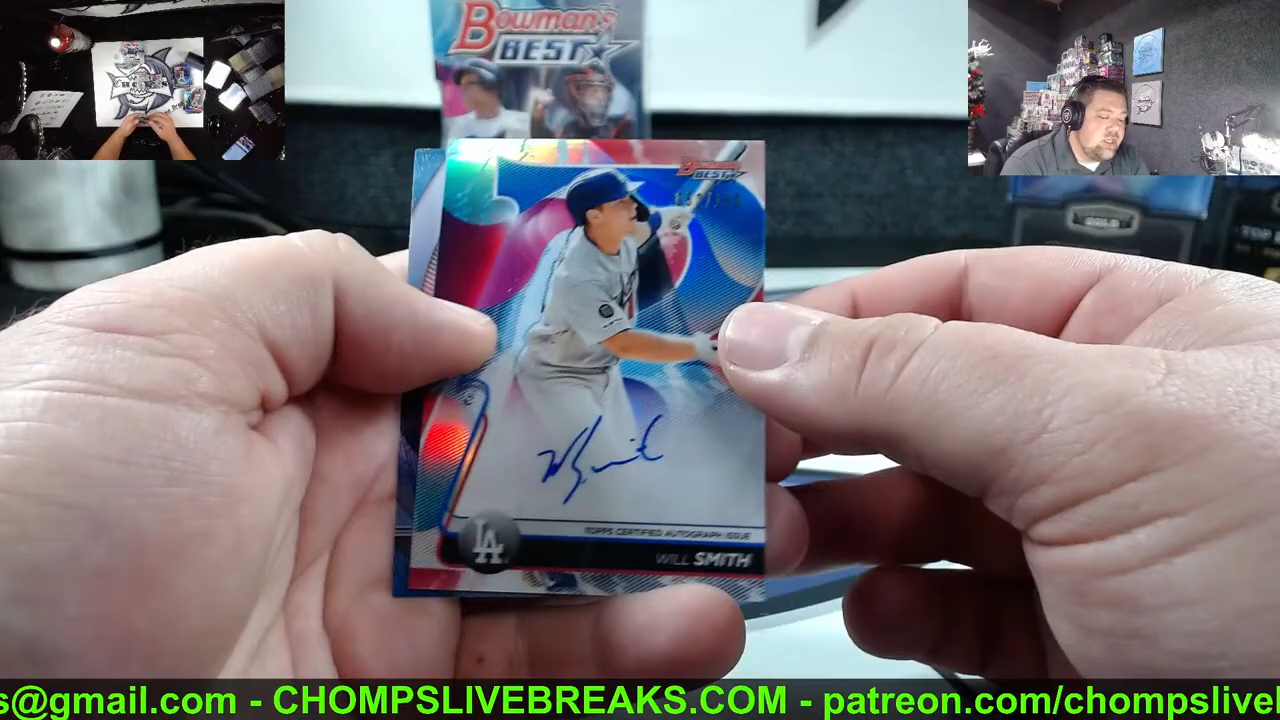 Bowman's
BEST
Bowman's
BEST
LA
TOPPS CERTIFIED AUTOGRAPH ISSUE
WILL SMITH
s@gmail.com - CHOMPSLIVEBREAKS.COM - patreon.com/chompslivel